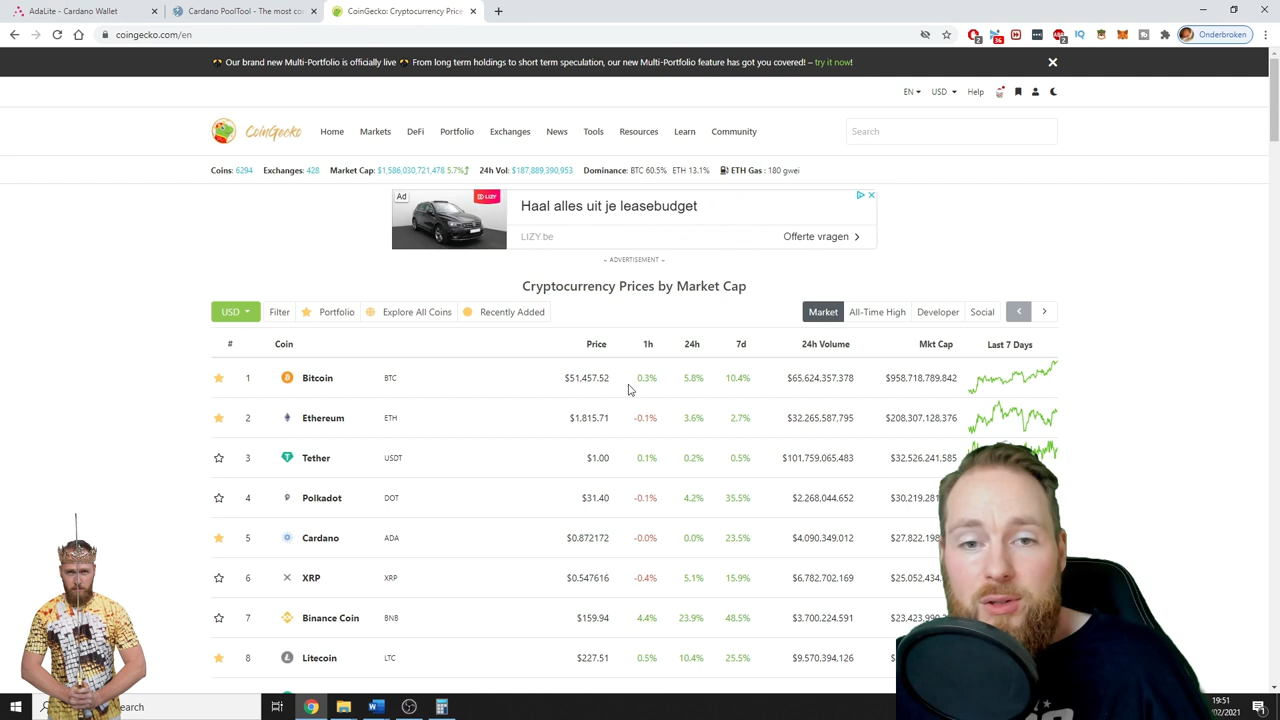 AdaLite - Cardano Wallet
Cardano PoolTool - The most co
CoinGecko: Cryptocurrency Price
coingecko.com/en
2
36
2
IQ
Onderbroken
Our brand new Multi-Portfolio is officially live From long term holdings to short term speculation, our new Multi-Portfolio feature has got you covered! – try it now!
EN USD Help
CoinGecko Home Markets DeFi Portfolio Exchanges News Tools Resources Learn Community Search
Coins: 6294 Exchanges: 428 Market Cap: $1,586,030,721,478 5.7% 24h Vol: $187,889,390,953 Dominance: BTC 60.5% ETH 13.1% ETH Gas : 180 gwei
Ad
LIZY
Haal alles uit je leasebudget
LIZY.be
Offerte vragen
– ADVERTISEMENT –
Cryptocurrency Prices by Market Cap
USD Filter Portfolio Explore All Coins Recently Added Market All-Time High Developer Social
# Coin Price 1h 24h 7d 24h Volume Mkt Cap Last 7 Days
1 Bitcoin BTC $51,457.52 0.3% 5.8% 10.4% $65,624,357,378 $958,718,789,842
2 Ethereum ETH $1,815.71 -0.1% 3.6% 2.7% $32,265,587,795 $208,307,128,376
3 Tether USDT $1.00 0.1% 0.2% 0.5% $101,759,065,483 $32,526,241,585
4 Polkadot DOT $31.40 -0.1% 4.2% 35.5% $2,268,044,652 $30,219,281
5 Cardano ADA $0.872172 -0.0% 0.0% 23.5% $4,090,349,012 $27,822,198
6 XRP XRP $0.547616 -0.4% 5.1% 15.9% $6,782,702,169 $25,052,434
7 Binance Coin BNB $159.94 4.4% 23.9% 48.5% $3,700,224,591 $23,423,990
8 Litecoin LTC $227.51 0.5% 10.4% 25.5% $9,570,394,126
earch
19:51
/02/2021